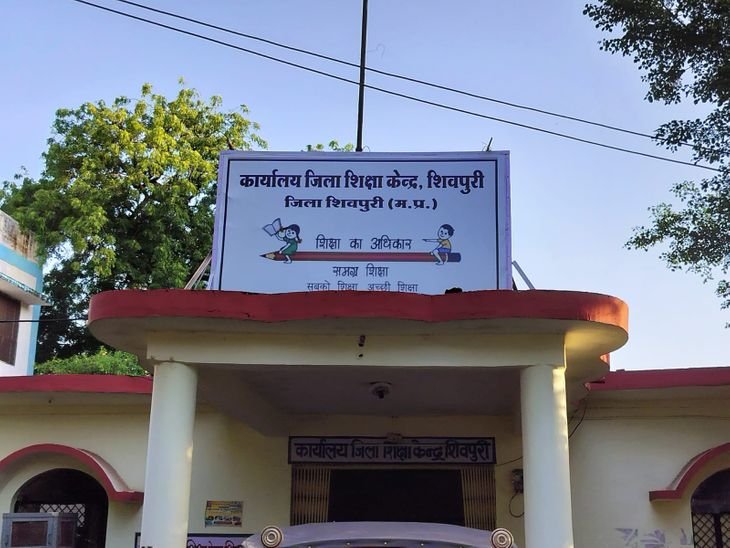 कार्यालय जिला शिक्षा केन्द्र, शिवपुरी
जिला शिवपुरी (म.प्र.)
शिक्षा का अधिकार
समग्र शिक्षा
सबको शिक्षा अच्छी शिक्षा
कार्यालय जिला शिक्षा केन्द्र शिवपुरी